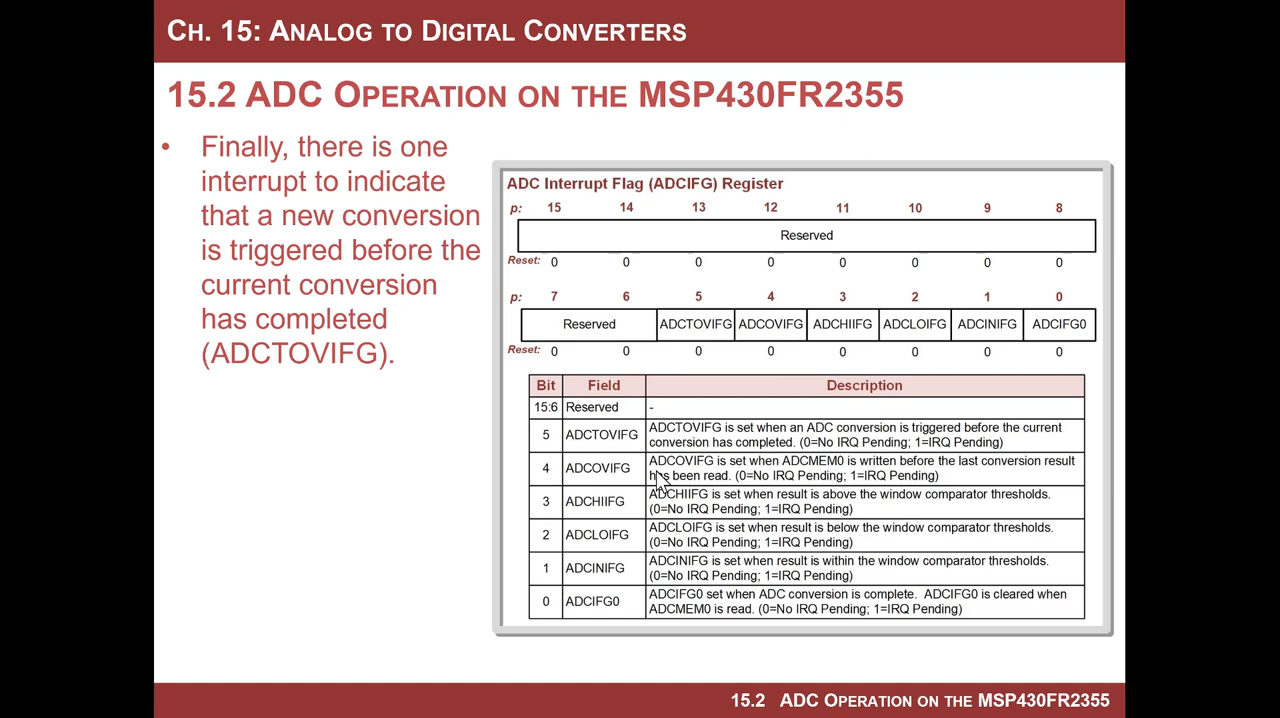 CH. 15: ANALOG TO DIGITAL CONVERTERS
15.2 ADC OPERATION ON THE MSP430FR2355
• Finally, there is one
interrupt to indicate
that a new conversion
is triggered before the
current conversion
has completed
(ADCTOVIFG).
ADC Interrupt Flag (ADCIFG) Register
p: 15 14 13 12 11 10 9 8
Reserved
Reset: 0 0 0 0 0 0 0 0
p: 7 6 5 4 3 2 1 0
Reserved ADCTOVIFG ADCOVIFG ADCHIIFG ADCLOIFG ADCINIFG ADCIFG0
Reset: 0 0 0 0 0 0 0 0
Bit Field Description
15:6 Reserved -
5 ADCTOVIFG ADCTOVIFG is set when an ADC conversion is triggered before the current
conversion has completed. (0=No IRQ Pending; 1=IRQ Pending)
4 ADCOVIFG ADCOVIFG is set when ADCMEM0 is written before the last conversion result
has been read. (0=No IRQ Pending; 1=IRQ Pending)
3 ADCHIIFG ADCHIIFG is set when result is above the window comparator thresholds.
(0=No IRQ Pending; 1=IRQ Pending)
2 ADCLOIFG ADCLOIFG is set when result is below the window comparator thresholds.
(0=No IRQ Pending; 1=IRQ Pending)
1 ADCINIFG ADCINIFG is set when result is within the window comparator thresholds.
(0=No IRQ Pending; 1=IRQ Pending)
0 ADCIFG0 ADCIFG0 set when ADC conversion is complete. ADCIFG0 is cleared when
ADCMEM0 is read. (0=No IRQ Pending; 1=IRQ Pending)
15.2 ADC OPERATION ON THE MSP430FR2355